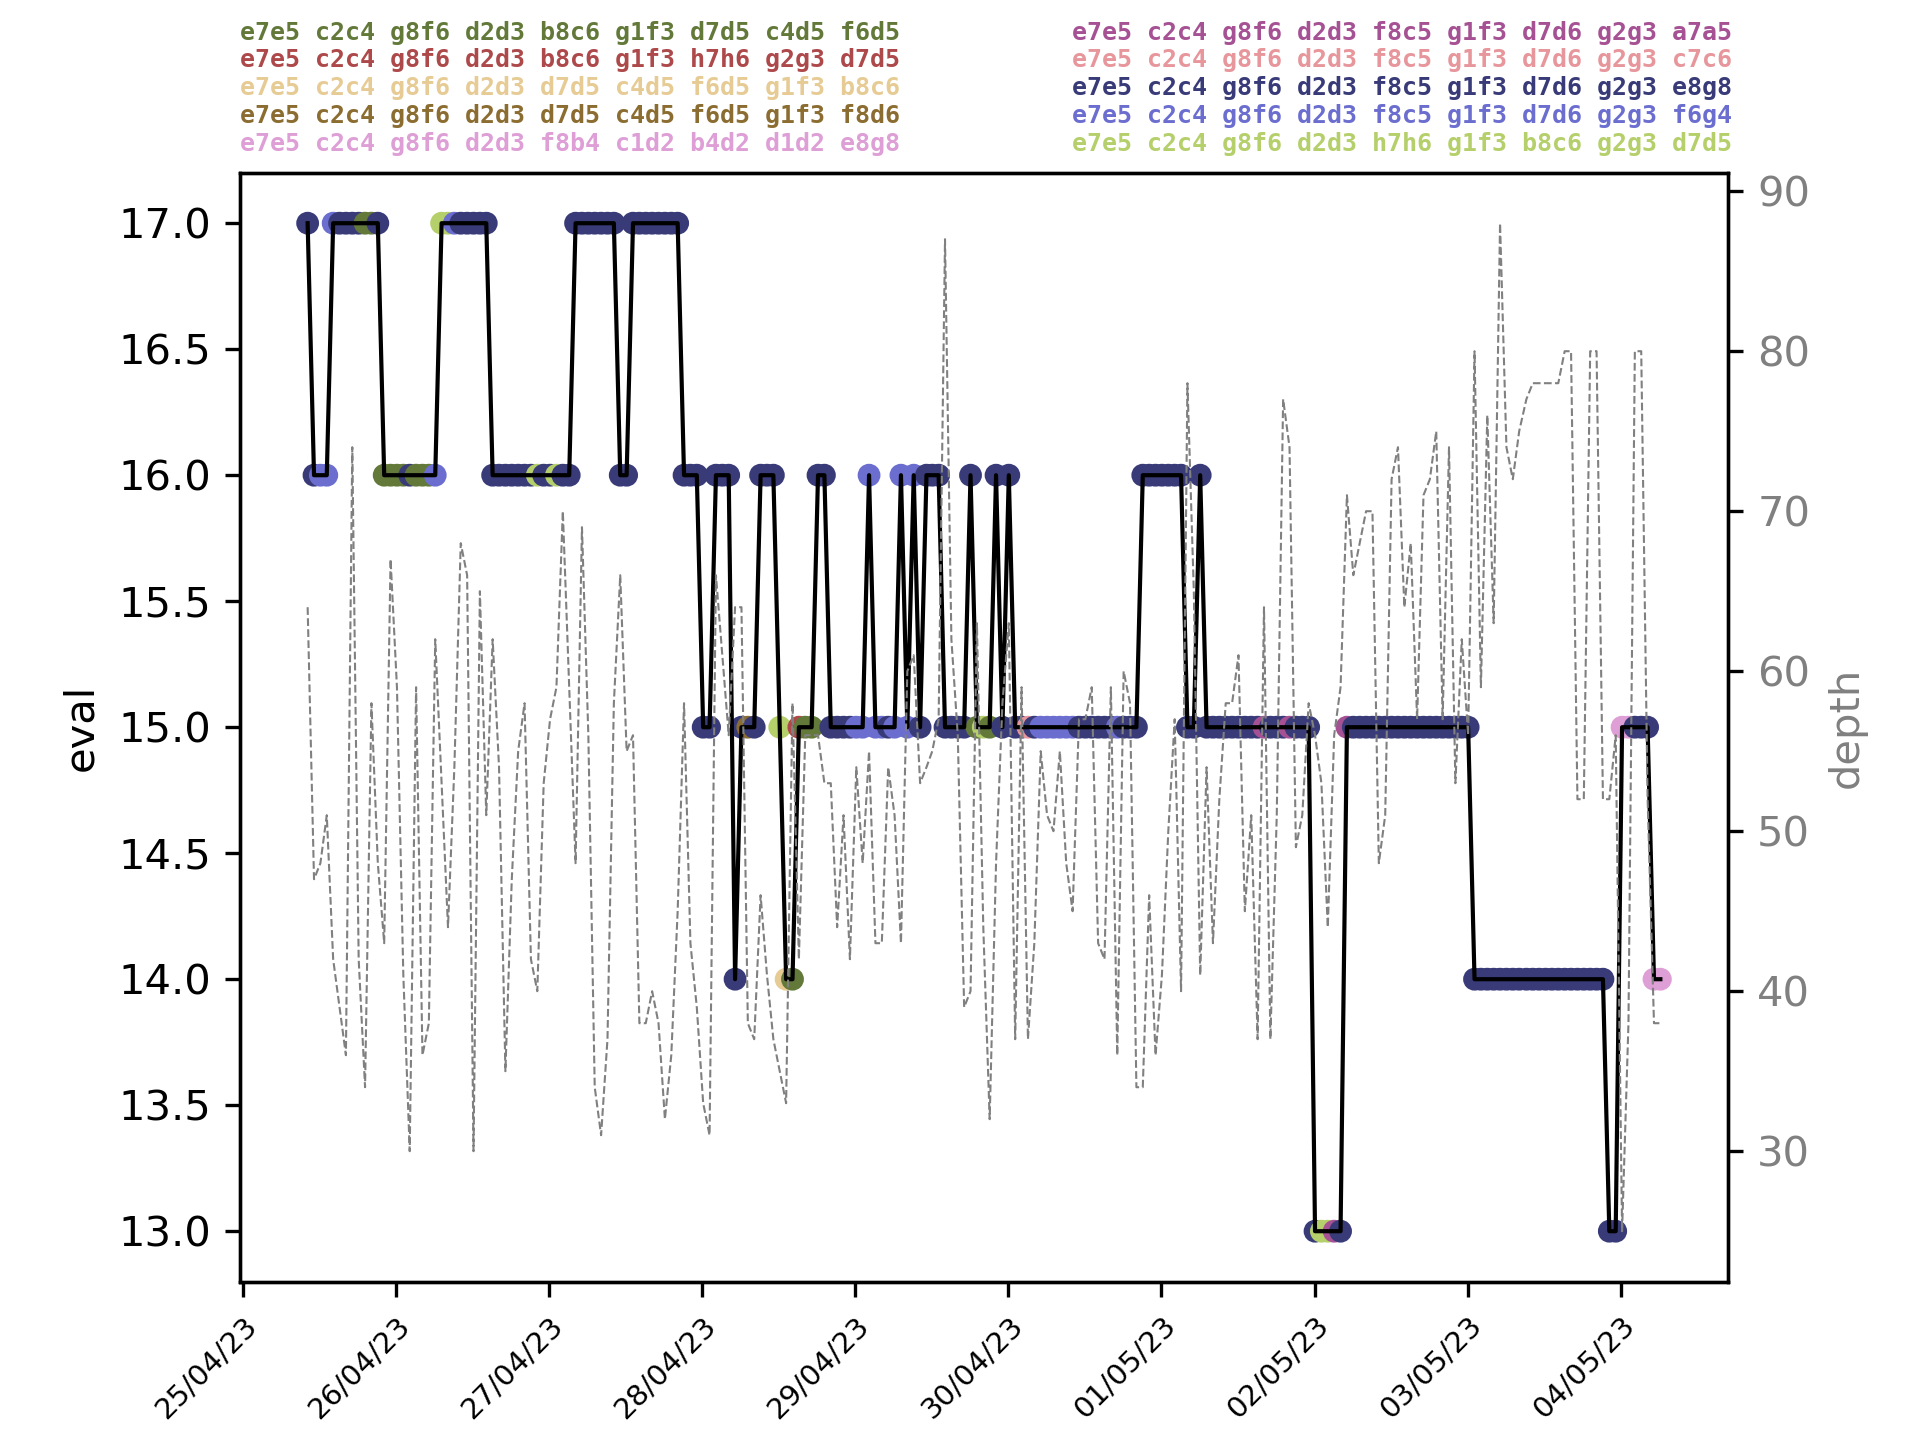 e7e5 c2c4 g8f6 d2d3 b8c6 g1f3 d7d5 c4d5 f6d5
e7e5 c2c4 g8f6 d2d3 b8c6 g1f3 h7h6 g2g3 d7d5
e7e5 c2c4 g8f6 d2d3 d7d5 c4d5 f6d5 g1f3 b8c6
e7e5 c2c4 g8f6 d2d3 d7d5 c4d5 f6d5 g1f3 f8d6
e7e5 c2c4 g8f6 d2d3 f8b4 c1d2 b4d2 d1d2 e8g8
e7e5 c2c4 g8f6 d2d3 f8c5 g1f3 d7d6 g2g3 a7a5
e7e5 c2c4 g8f6 d2d3 f8c5 g1f3 d7d6 g2g3 c7c6
e7e5 c2c4 g8f6 d2d3 f8c5 g1f3 d7d6 g2g3 e8g8
e7e5 c2c4 g8f6 d2d3 f8c5 g1f3 d7d6 g2g3 f6g4
e7e5 c2c4 g8f6 d2d3 h7h6 g1f3 b8c6 g2g3 d7d5
eval
17.0
16.5
16.0
15.5
15.0
14.5
14.0
13.5
13.0
90
80
70
60
50
40
30
depth
25/04/23
26/04/23
27/04/23
28/04/23
29/04/23
30/04/23
01/05/23
02/05/23
03/05/23
04/05/23